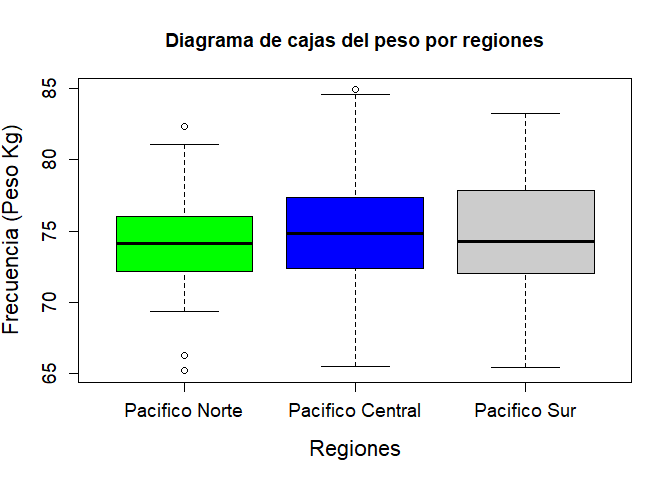 Diagrama de cajas del peso por regiones
Frecuencia (Peso Kg)
85
80
75
70
65
Pacifico Norte
Pacifico Central
Pacifico Sur
Regiones